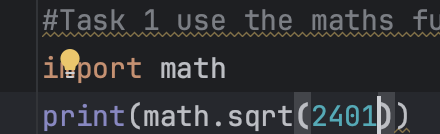 #Task 1 use the maths fu
import math
print(math.sqrt(2401))